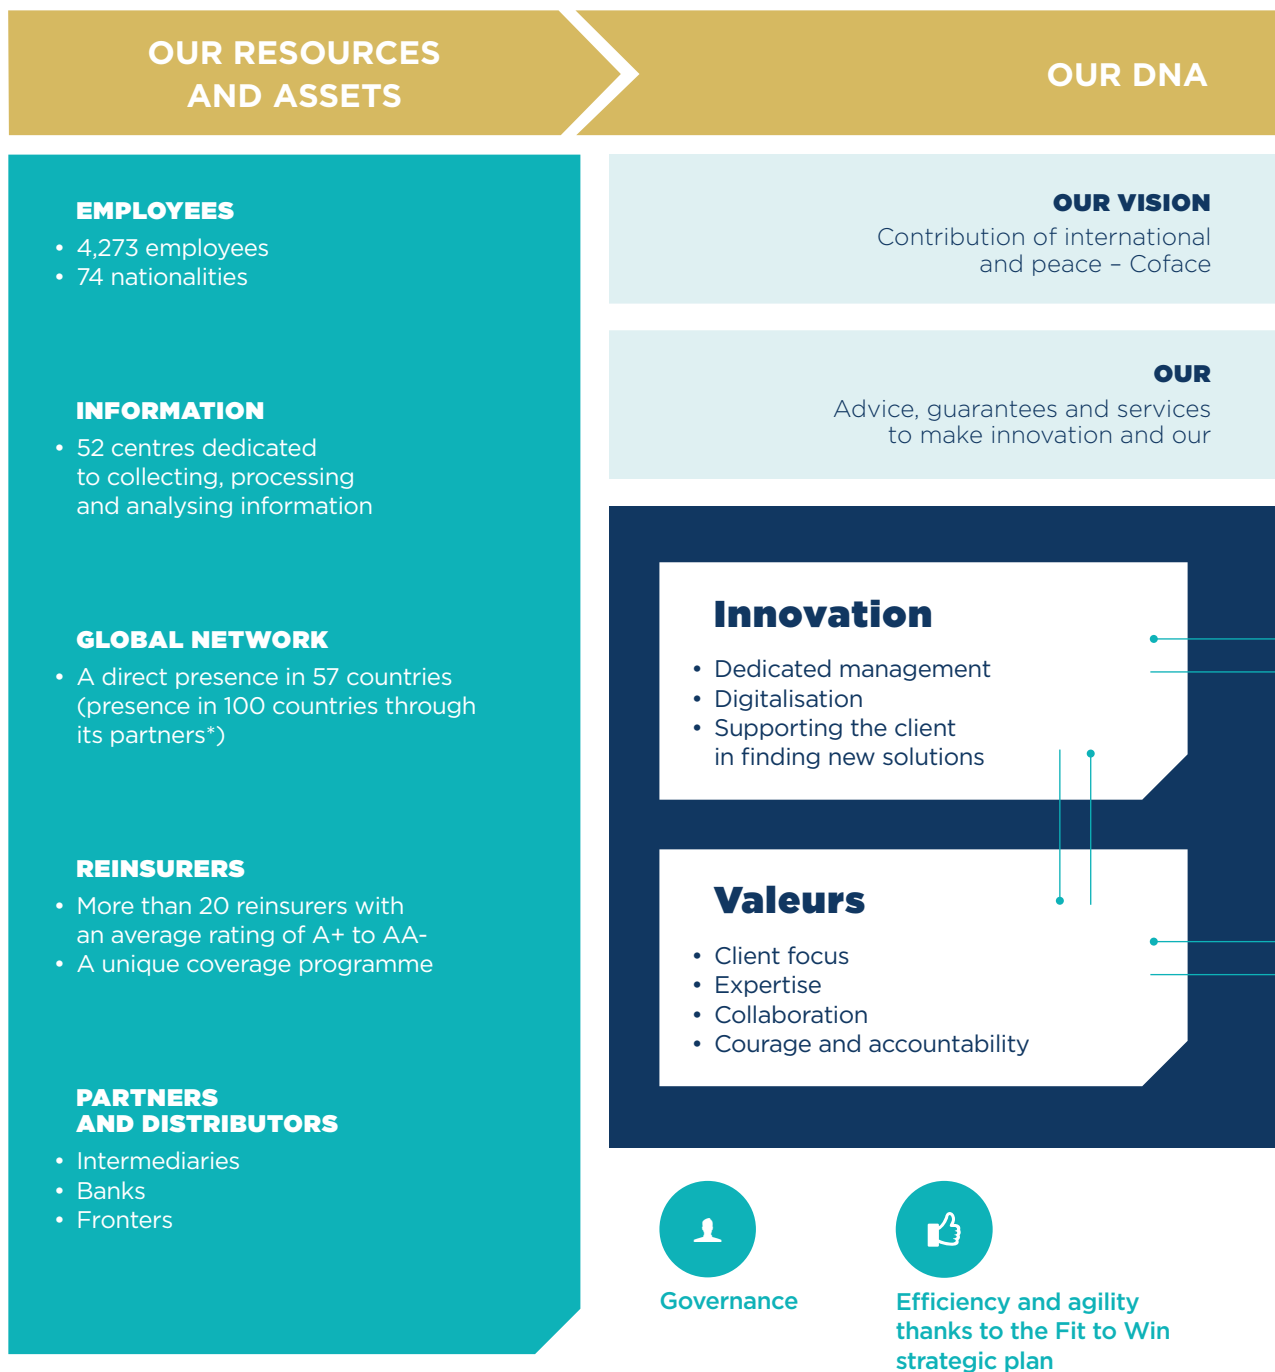 OUR RESOURCES
AND ASSETS
OUR DNA
EMPLOYEES
• 4,273 employees
• 74 nationalities
INFORMATION
• 52 centres dedicated
to collecting, processing
and analysing information
GLOBAL NETWORK
• A direct presence in 57 countries
(presence in 100 countries through
its partners*)
REINSURERS
• More than 20 reinsurers with
an average rating of A+ to AA-
• A unique coverage programme
PARTNERS
AND DISTRIBUTORS
• Intermediaries
• Banks
• Fronters
OUR VISION
Contribution of international
and peace – Coface
OUR
Advice, guarantees and services
to make innovation and our
Innovation
• Dedicated management
• Digitalisation
• Supporting the client
in finding new solutions
Valeurs
• Client focus
• Expertise
• Collaboration
• Courage and accountability
Governance
Efficiency and agility
thanks to the Fit to Win
strategic plan